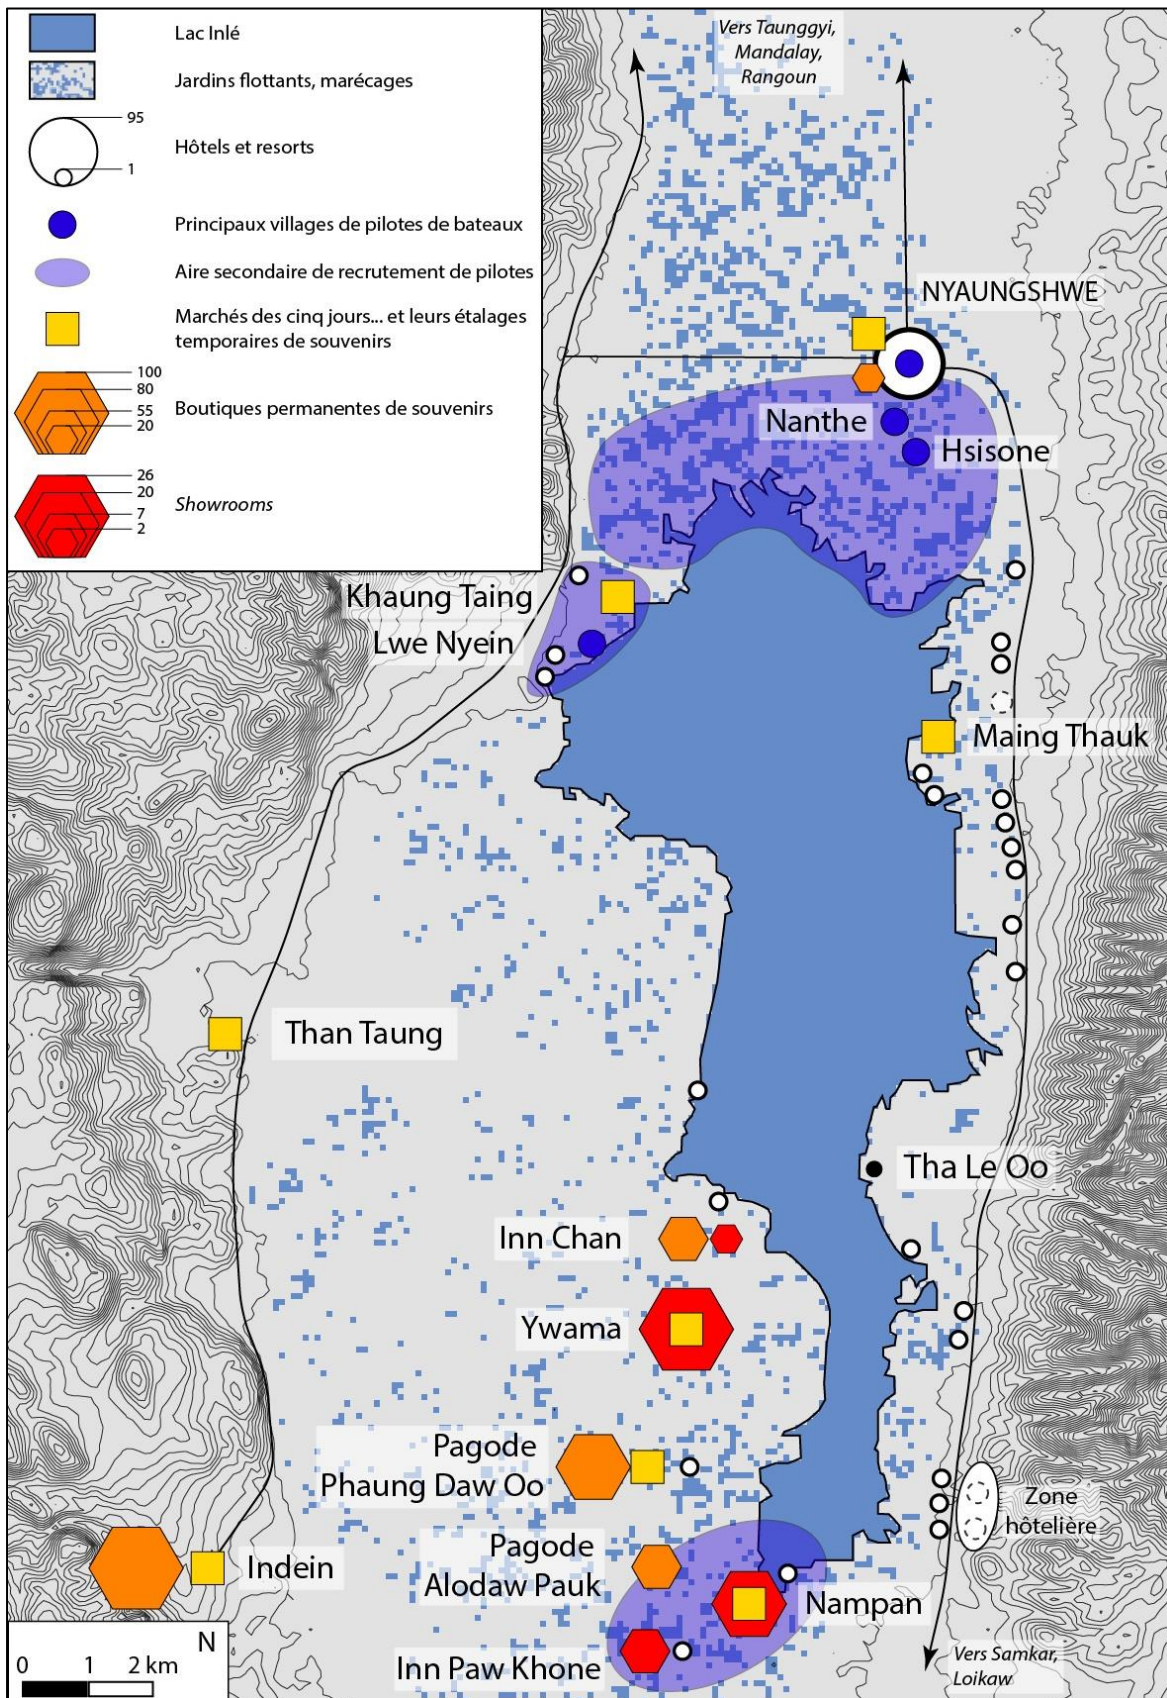 Lac Inlé
Jardins flottants, marécages
95
Hôtels et resorts
1
Principaux villages de pilotes de bateaux
Aire secondaire de recrutement de pilotes
Marchés des cinq jours... et leurs étalages
temporaires de souvenirs
100
80
55
20
Boutiques permanentes de souvenirs
26
20
7
2
Showrooms
Vers Taunggyi,
Mandalay,
Rangoun
NYAUNGSHWE
Nanthe
Hsisone
Khaung Taing
Lwe Nyein
Maing Thauk
Than Taung
Tha Le Oo
Inn Chan
Ywama
Pagode
Phaung Daw Oo
Zone
hôtelière
Pagode
Alodaw Pauk
Indein
Nampan
Inn Paw Khone
Vers Samkar,
Loikaw
N
0 1 2 km